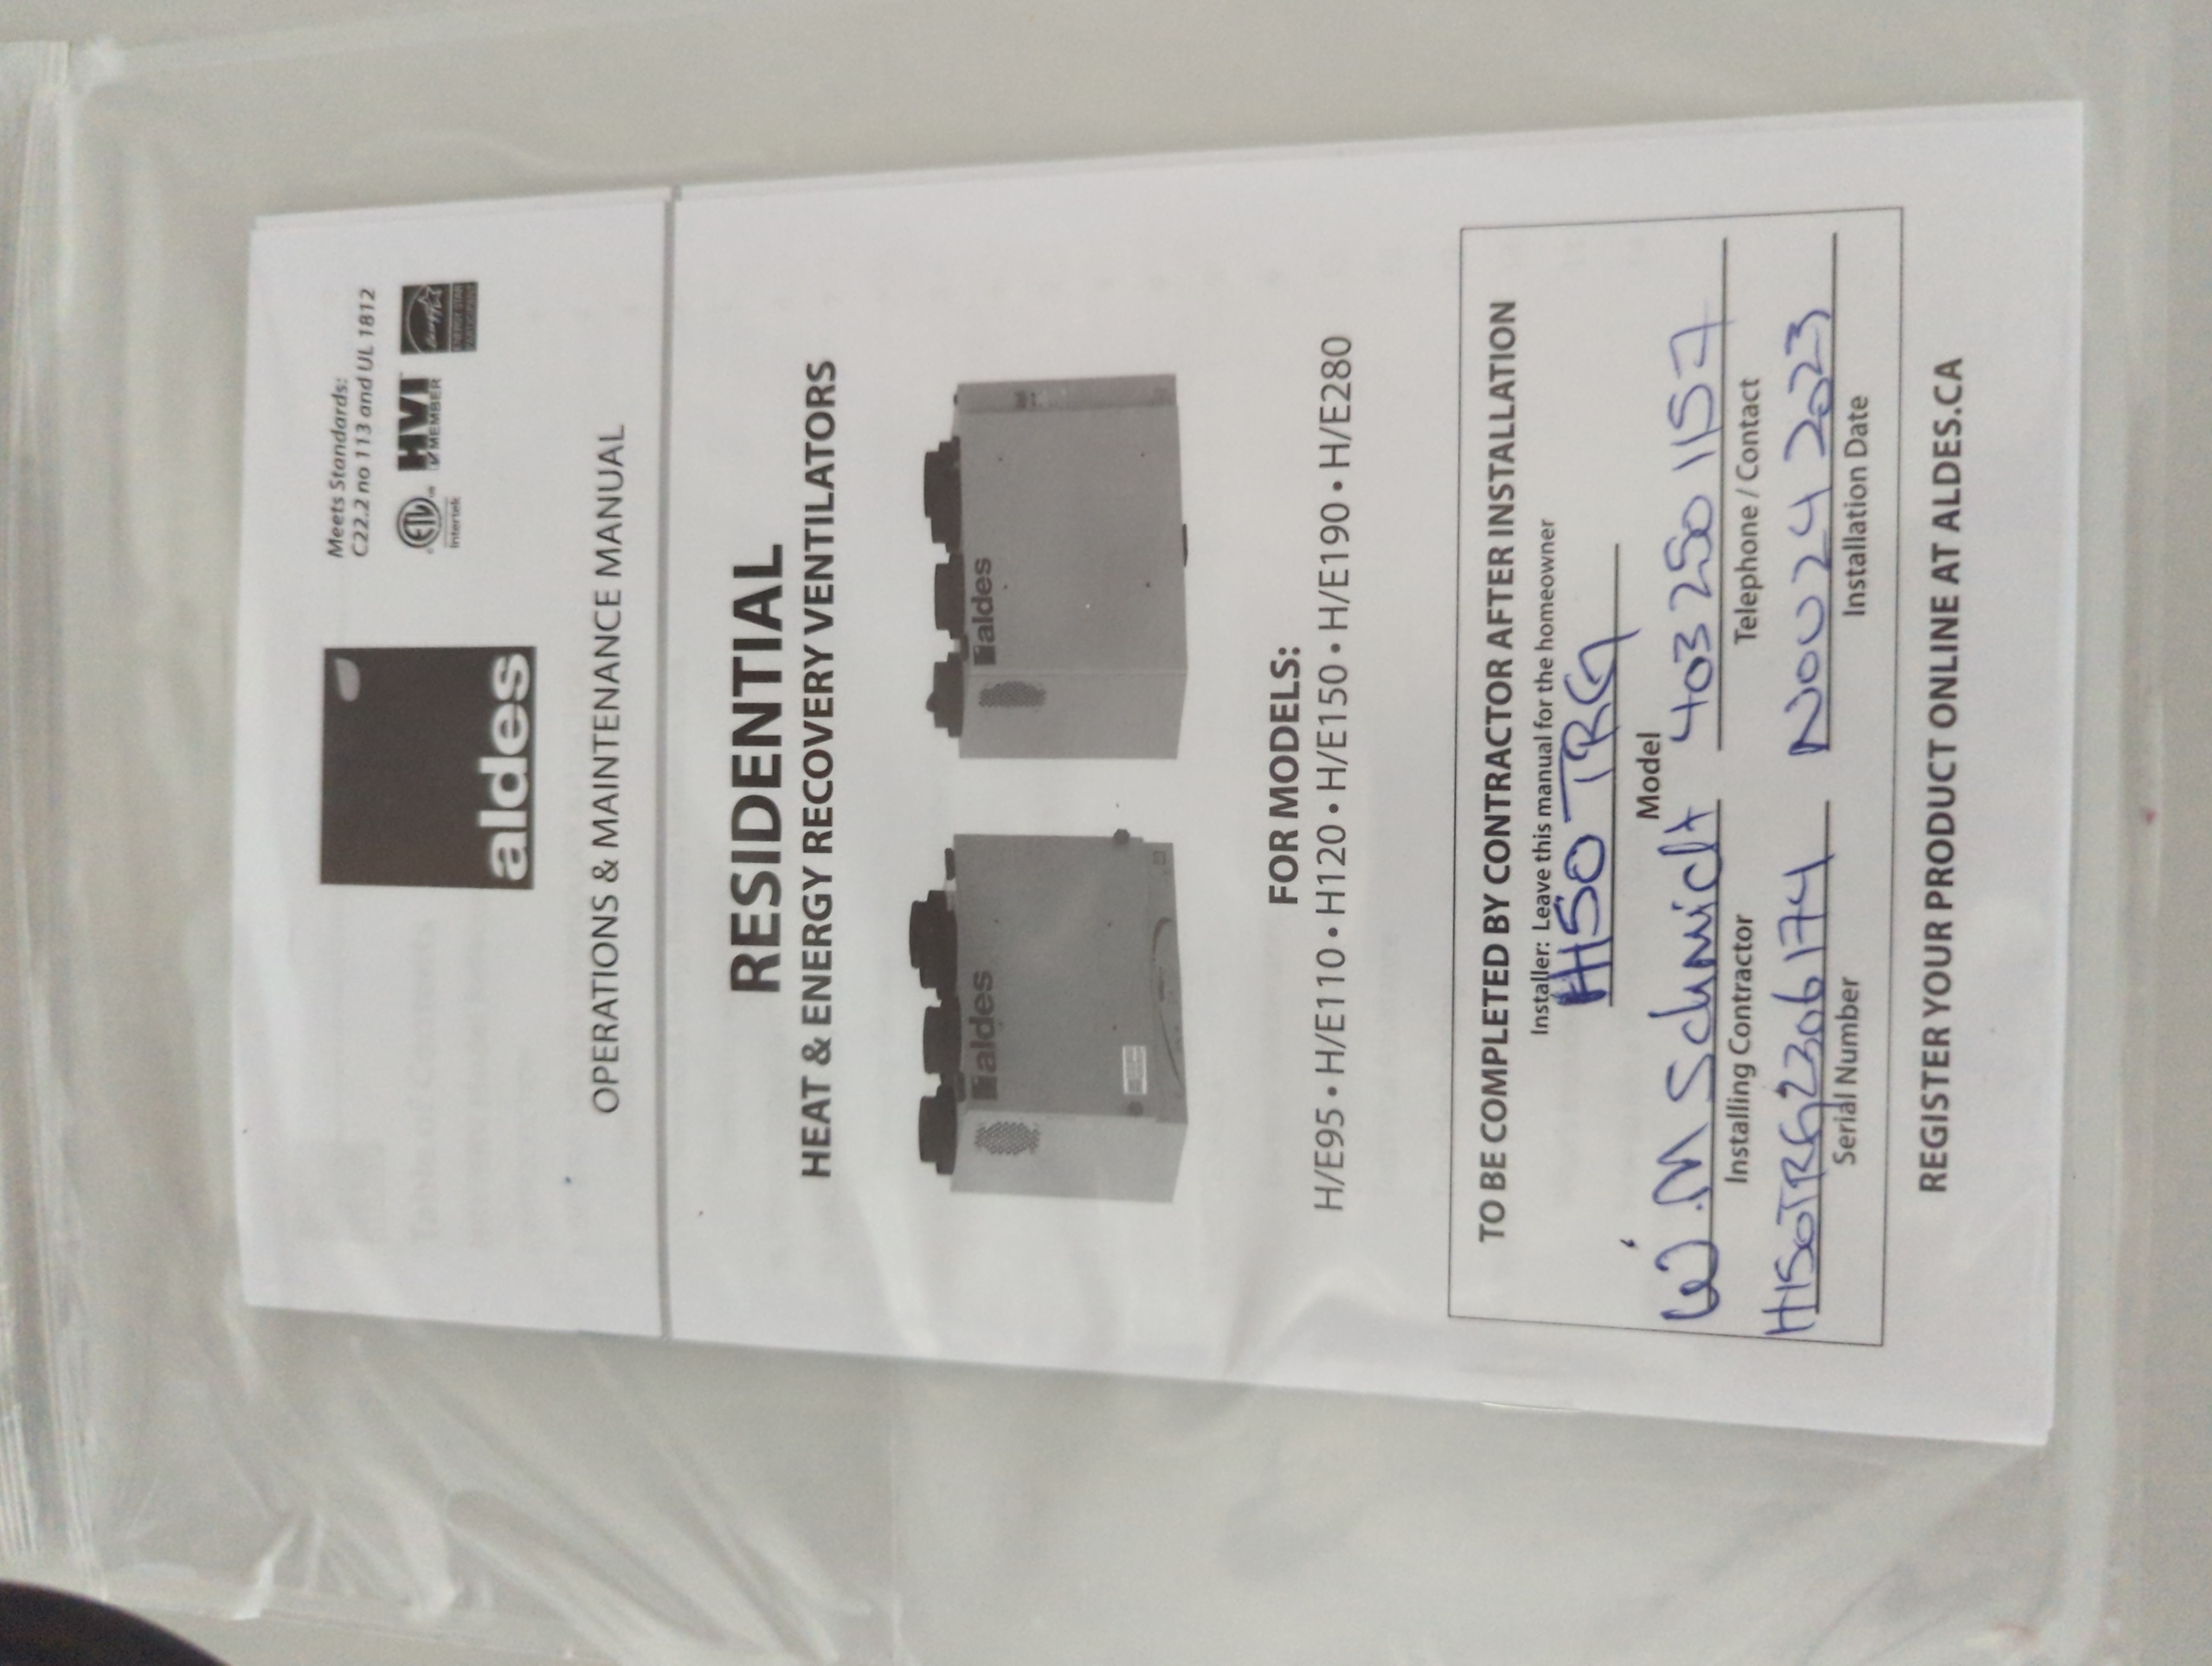 aldes
Meets Standards:
C22.2 no 113 and UL 1812
ETL
Intertek
HVI
MEMBER
OPERATIONS & MAINTENANCE MANUAL
RESIDENTIAL
HEAT & ENERGY RECOVERY VENTILATORS
aldes
aldes
FOR MODELS:
H/E95 • H/E110 • H120 • H/E150 • H/E190 • H/E280
TO BE COMPLETED BY CONTRACTOR AFTER INSTALLATION
Installer: Leave this manual for the homeowner
H150 TRG
Model
W.M Schmidt 403 250 1157
Installing Contractor Telephone / Contact
H150TRG2306174 Nov 24 2023
Serial Number Installation Date
REGISTER YOUR PRODUCT ONLINE AT ALDES.CA